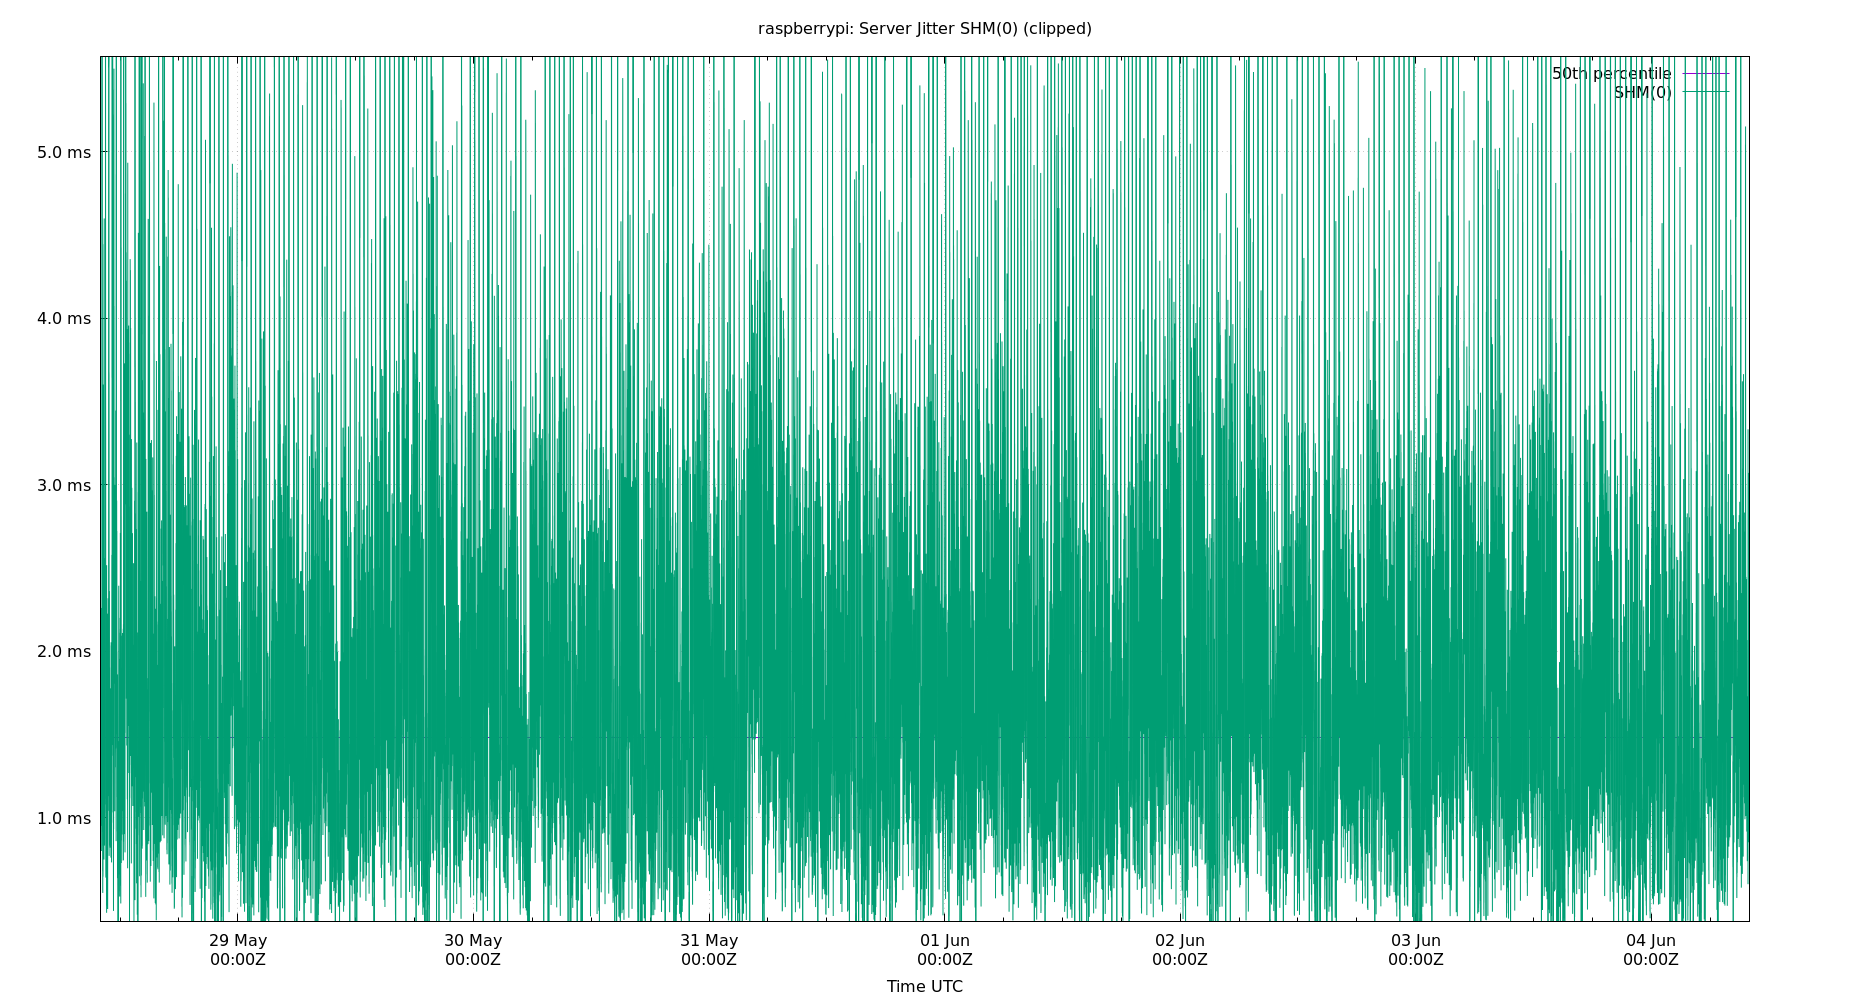 raspberrypi: Server Jitter SHM(0) (clipped)
50th percentile
SHM(0)
5.0 ms
4.0 ms
3.0 ms
2.0 ms
1.0 ms
29 May
00:00Z
30 May
00:00Z
31 May
00:00Z
01 Jun
00:00Z
02 Jun
00:00Z
03 Jun
00:00Z
04 Jun
00:00Z
Time UTC